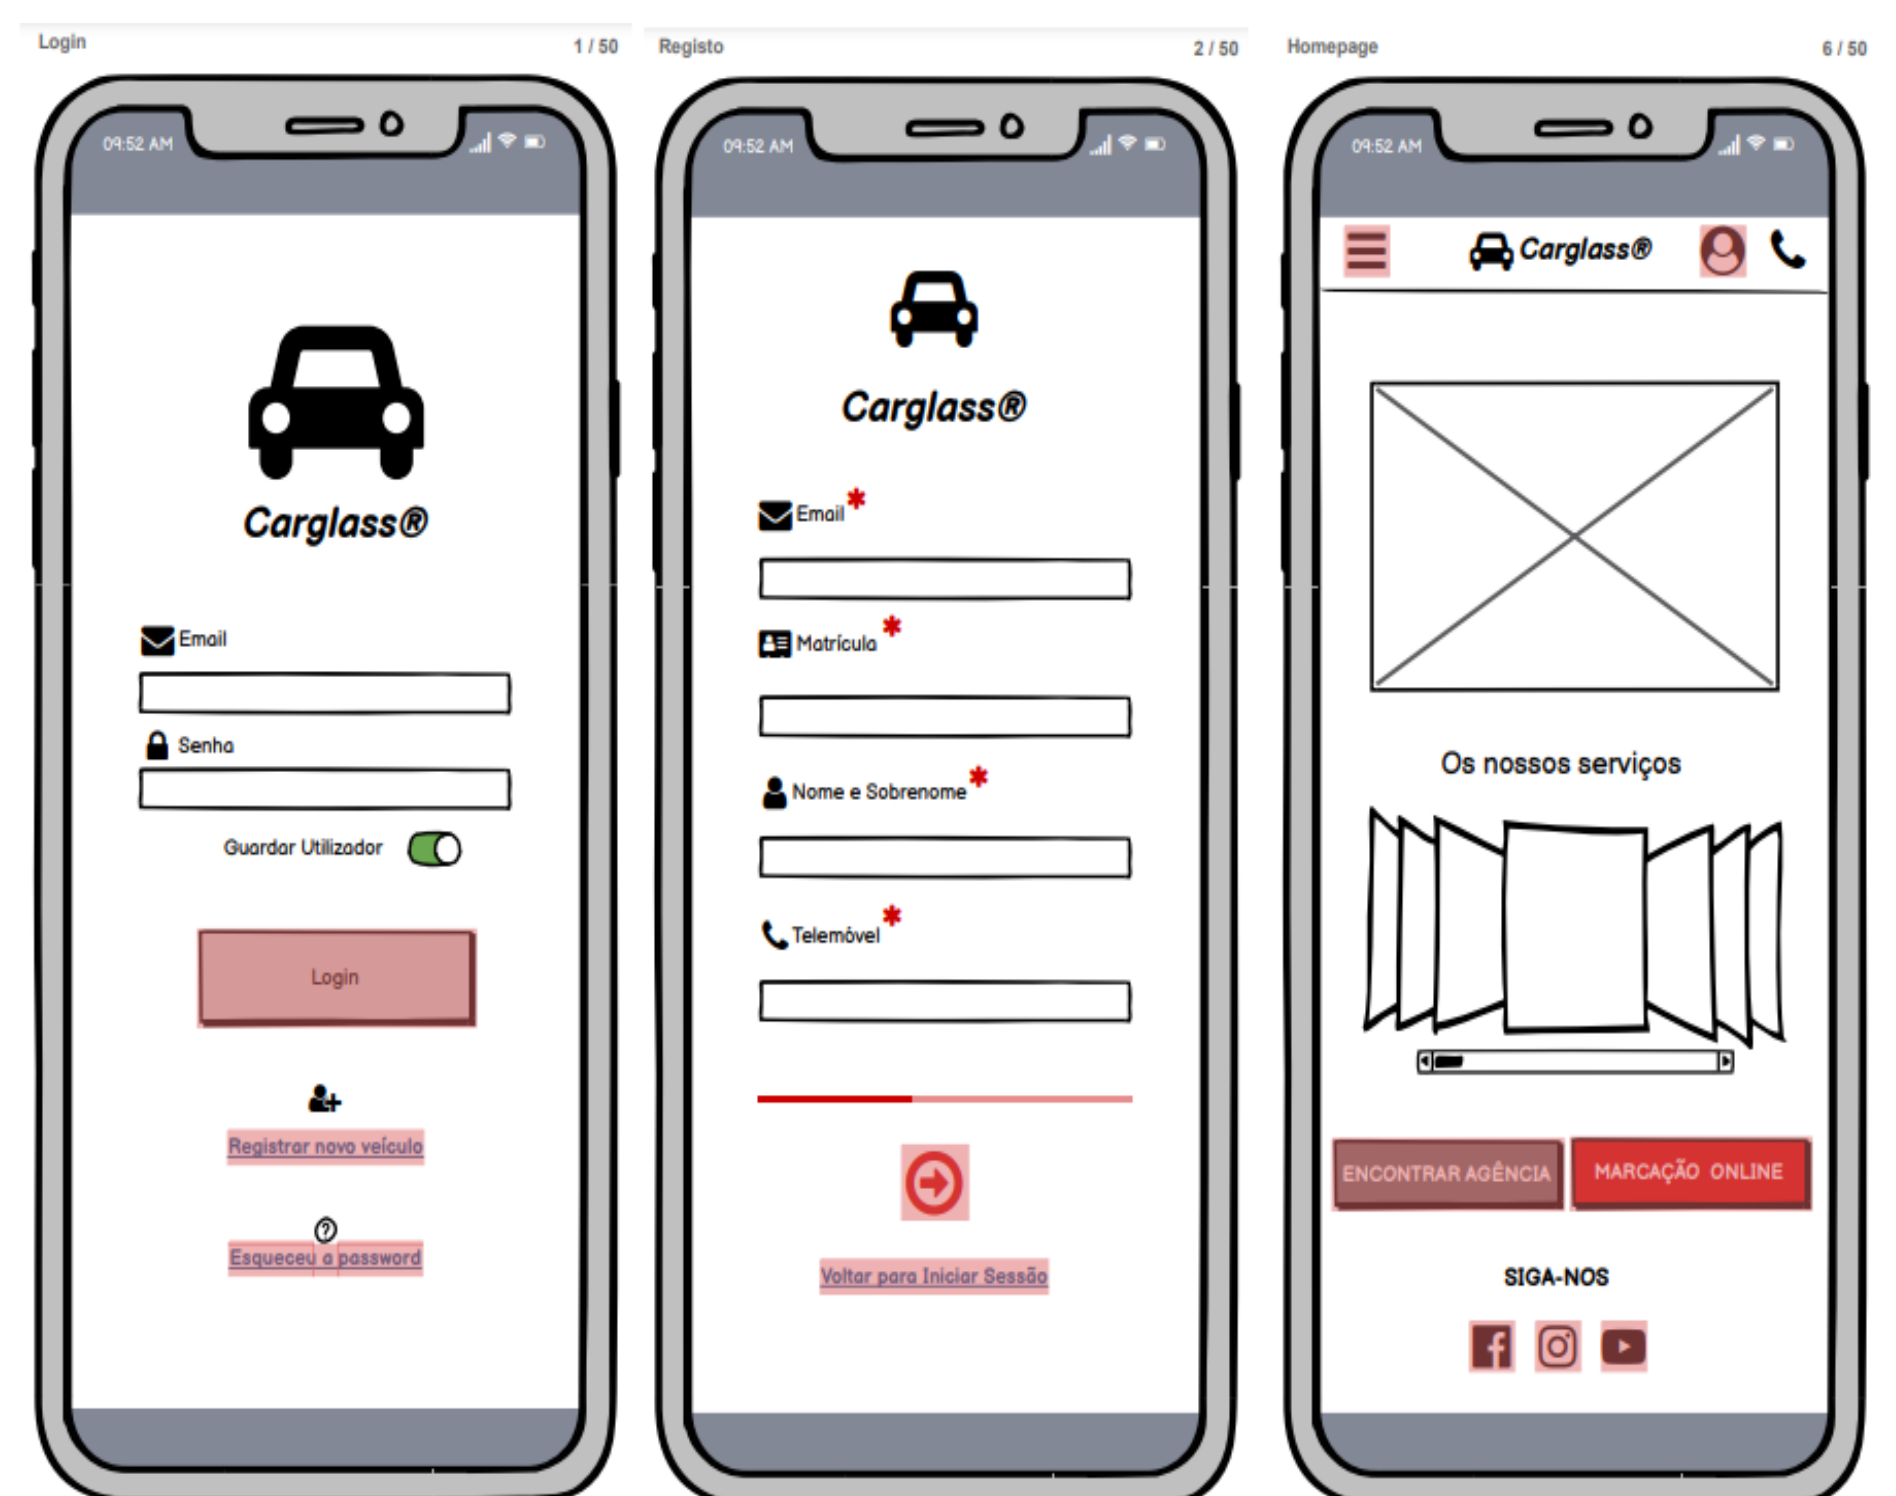 Login
1 / 50
09:52 AM
Carglass®
Email
Senha
Guardar Utilizador
Login
Registrar novo veículo
Esqueceu a password
Registo
2 / 50
09:52 AM
Carglass®
Email*
Matrícula*
Nome e Sobrenome*
Telemóvel*
Voltar para Iniciar Sessão
Homepage
6 / 50
09:52 AM
Carglass®
Os nossos serviços
ENCONTRAR AGÊNCIA
MARCAÇÃO ONLINE
SIGA-NOS